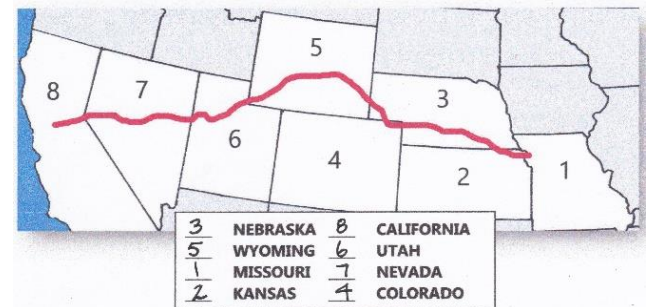 5
8
7
3
6
4
2
1
3 NEBRASKA 8 CALIFORNIA
5 WYOMING 6 UTAH
1 MISSOURI 7 NEVADA
2 KANSAS 4 COLORADO